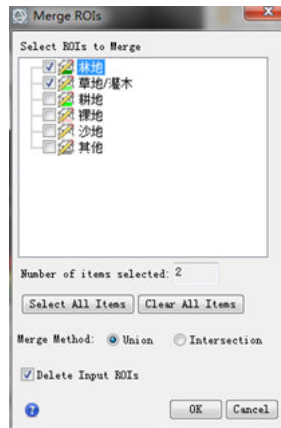 Merge ROIs
Select ROIs to Merge
林地
草地/灌木
耕地
裸地
沙地
其他
Number of items selected: 2
Select All Items Clear All Items
Merge Method: Union Intersection
Delete Input ROIs
OK Cancel